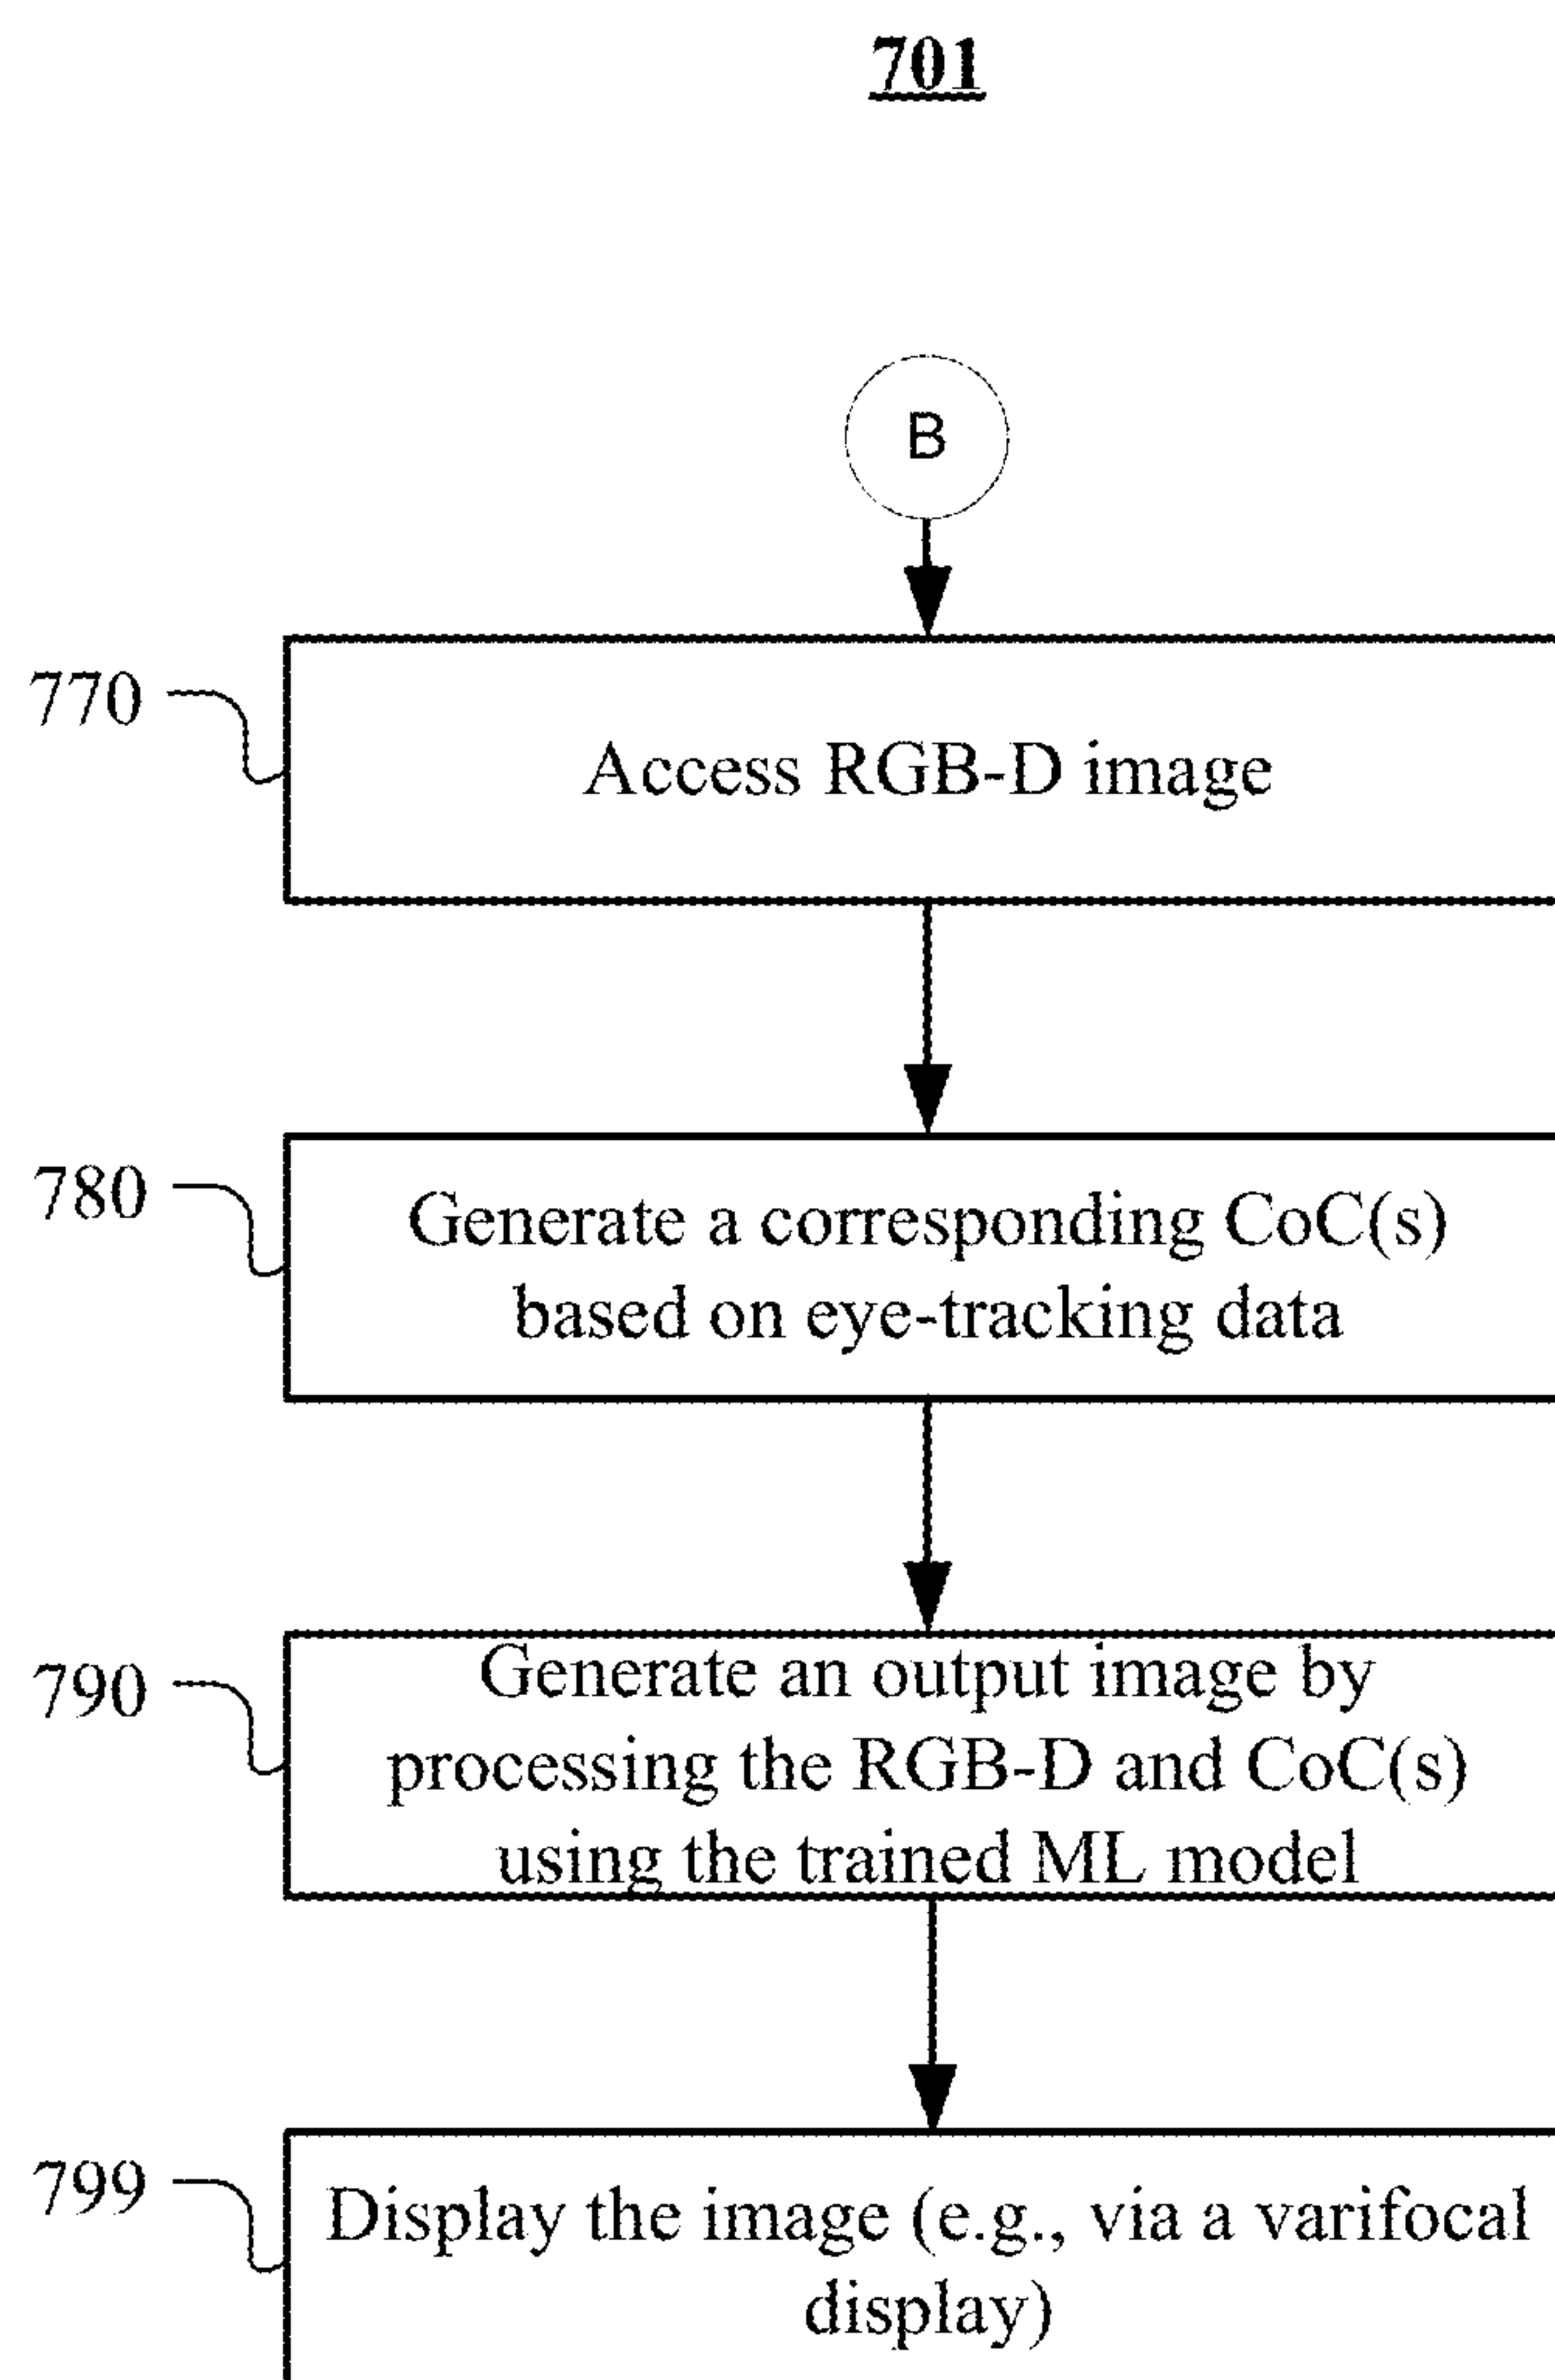 701
B
770
Access RGB-D image
780
Generate a corresponding CoC(s)
based on eye-tracking data
790
Generate an output image by
processing the RGB-D and CoC(s)
using the trained ML model
799
Display the image (e.g., via a varifocal
display)